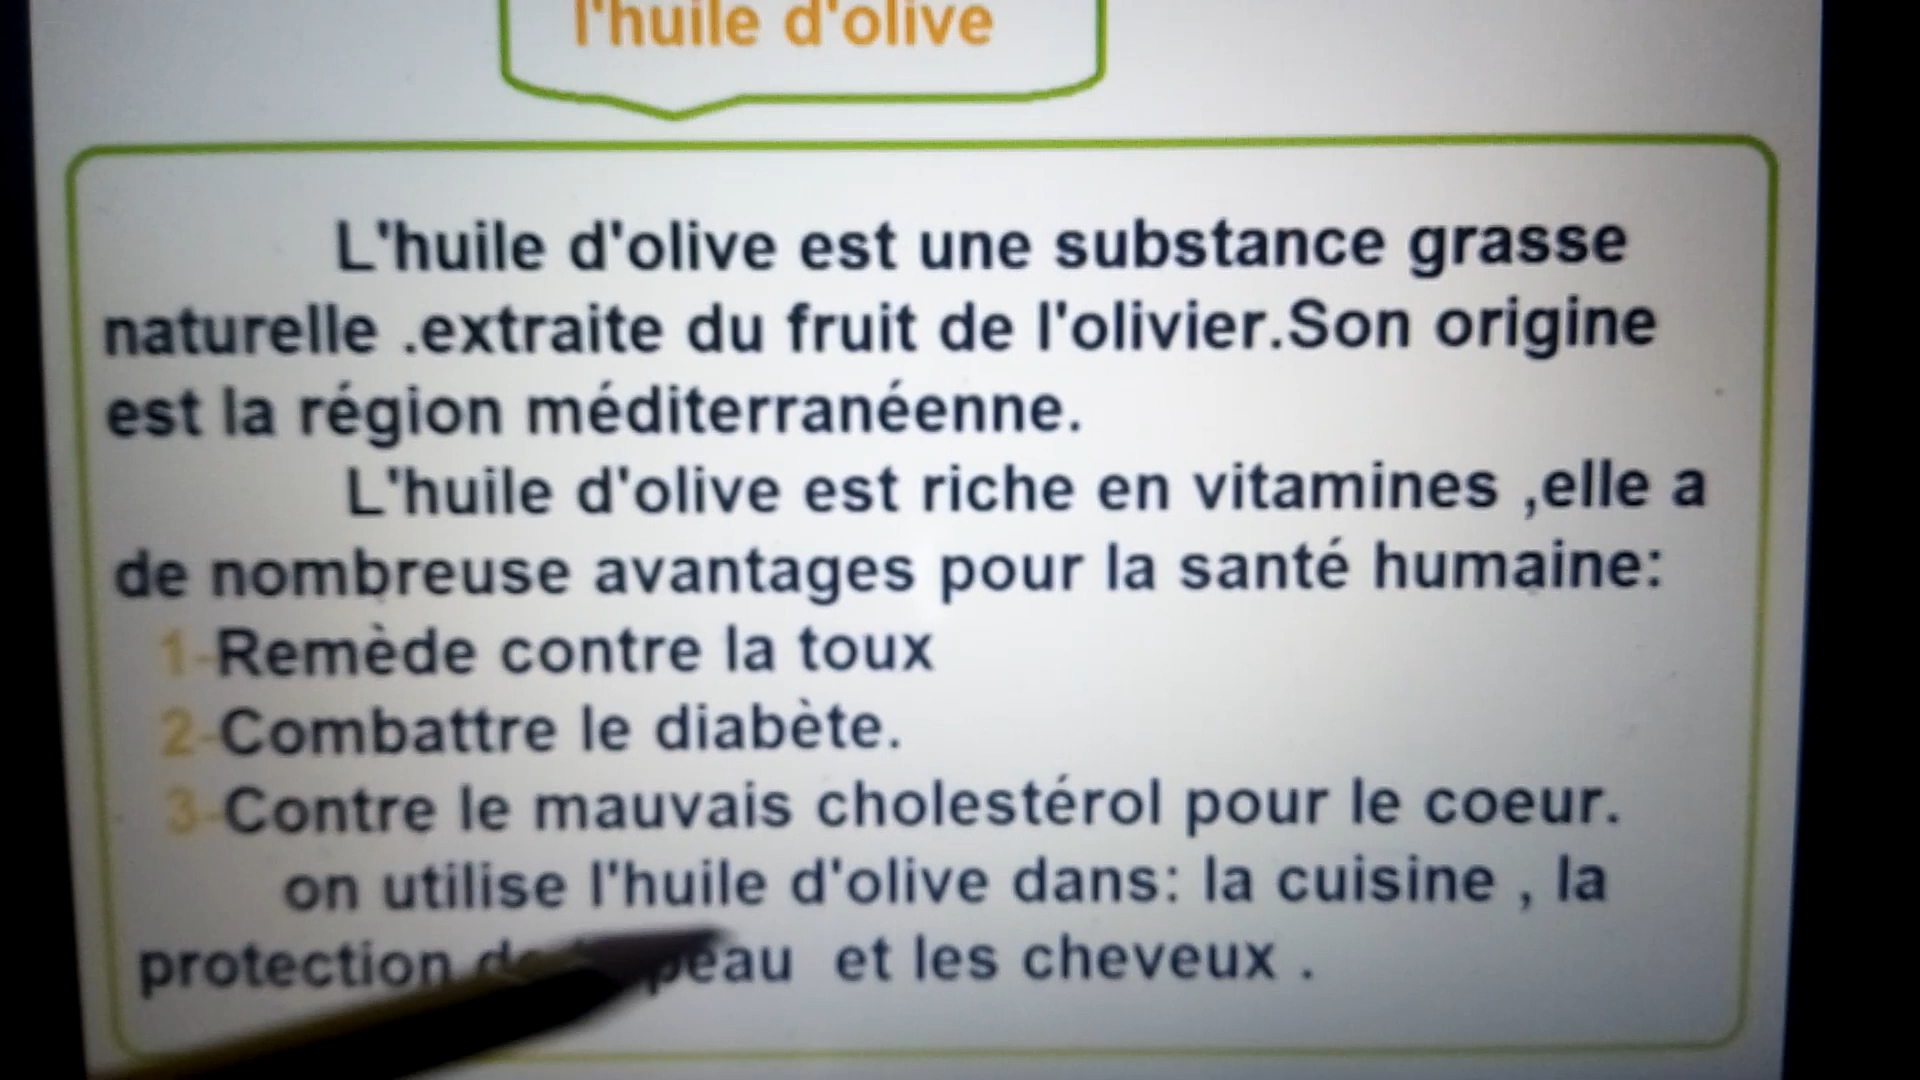 l'huile d'olive
L'huile d'olive est une substance grasse
naturelle .extraite du fruit de l'olivier.Son origine
est la région méditerranéenne.
L'huile d'olive est riche en vitamines ,elle a
de nombreuse avantages pour la santé humaine:
1-Remède contre la toux
2-Combattre le diabète.
3-Contre le mauvais cholestérol pour le coeur.
on utilise l'huile d'olive dans: la cuisine , la
protection peau et les cheveux .